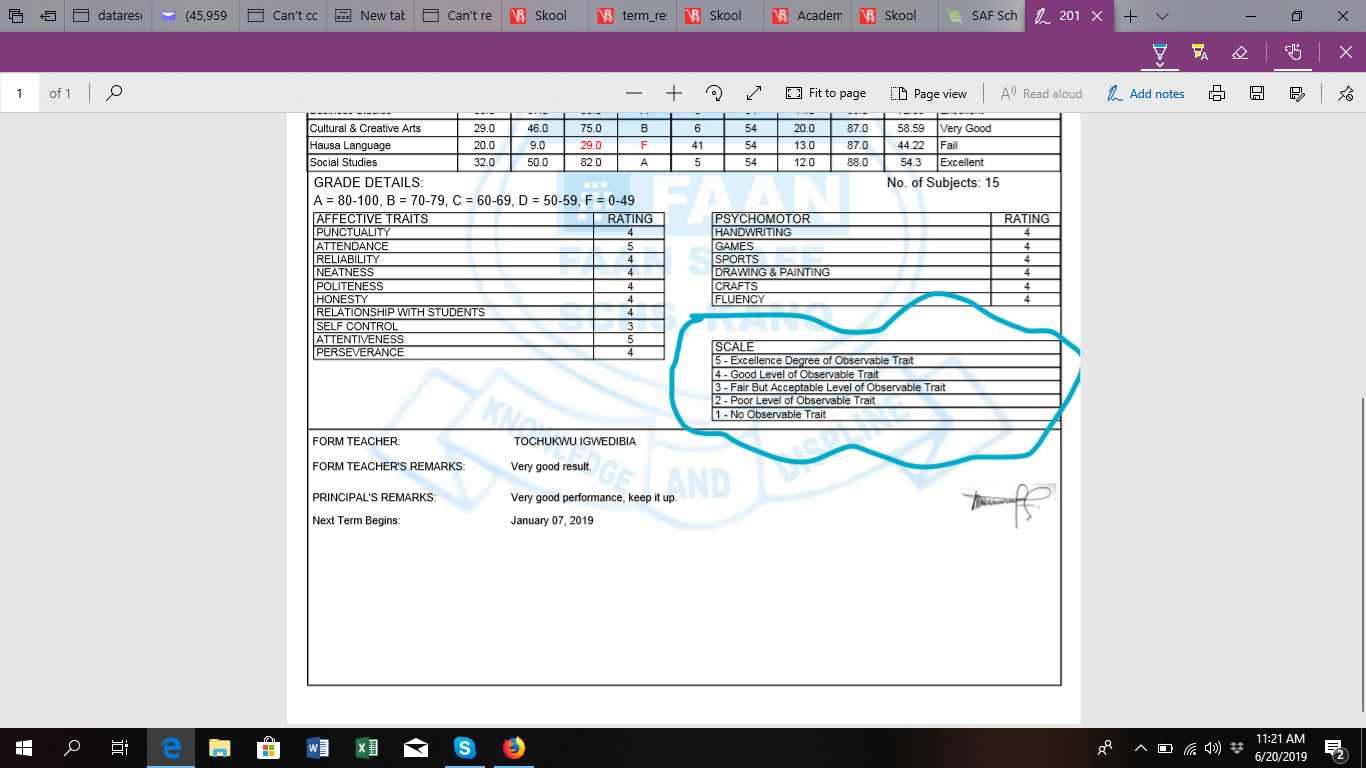 datares
(45,959
Can't cc
New tab
Can't re
Skool
term_re
Skool
Academ
Skool
SAF Sch
201
1 of 1
Fit to page
Page view
Read aloud
Add notes
Cultural & Creative Arts 29.0 46.0 75.0 B 6 54 20.0 87.0 58.59 Very Good
Hausa Language 20.0 9.0 29.0 F 41 54 13.0 87.0 44.22 Fail
Social Studies 32.0 50.0 82.0 A 5 54 12.0 88.0 54.3 Excellent
GRADE DETAILS:
No. of Subjects: 15
A = 80-100, B = 70-79, C = 60-69, D = 50-59, F = 0-49
AFFECTIVE TRAITS RATING
PUNCTUALITY 4
ATTENDANCE 5
RELIABILITY 4
NEATNESS 4
POLITENESS 4
HONESTY 4
RELATIONSHIP WITH STUDENTS 4
SELF CONTROL 3
ATTENTIVENESS 5
PERSEVERANCE 4
PSYCHOMOTOR RATING
HANDWRITING 4
GAMES 4
SPORTS 4
DRAWING & PAINTING 4
CRAFTS 4
FLUENCY 4
SCALE
5 - Excellence Degree of Observable Trait
4 - Good Level of Observable Trait
3 - Fair But Acceptable Level of Observable Trait
2 - Poor Level of Observable Trait
1 - No Observable Trait
FAAN
FAAN STAFF
SCHS KANO
KNOWLEDGE AND DISPLINE
FORM TEACHER: TOCHUKWU IGWEDIBIA
FORM TEACHER'S REMARKS: Very good result.
PRINCIPAL'S REMARKS: Very good performance, keep it up.
Next Term Begins: January 07, 2019
11:21 AM
6/20/2019
2